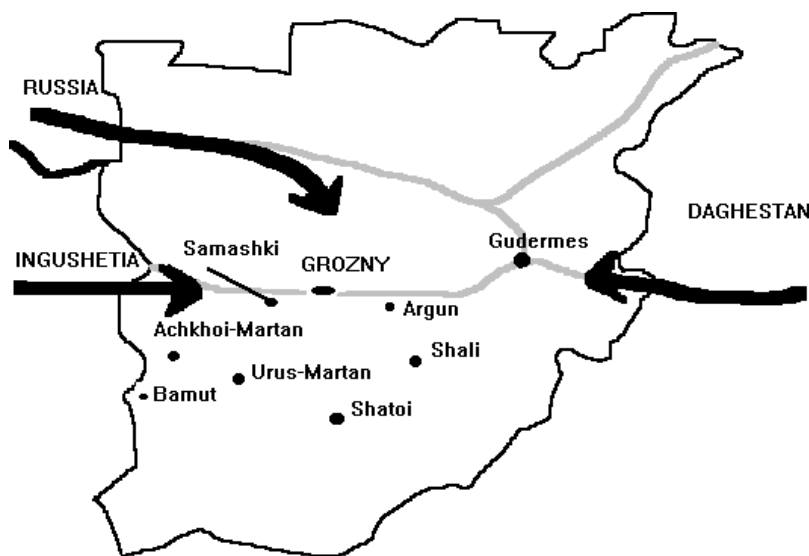 RUSSIA
DAGHESTAN
Gudermes
Samashki
INGUSHETIA
GROZNY
Argun
Achkhoi-Martan
Shali
Urus-Martan
Bamut
Shatoi